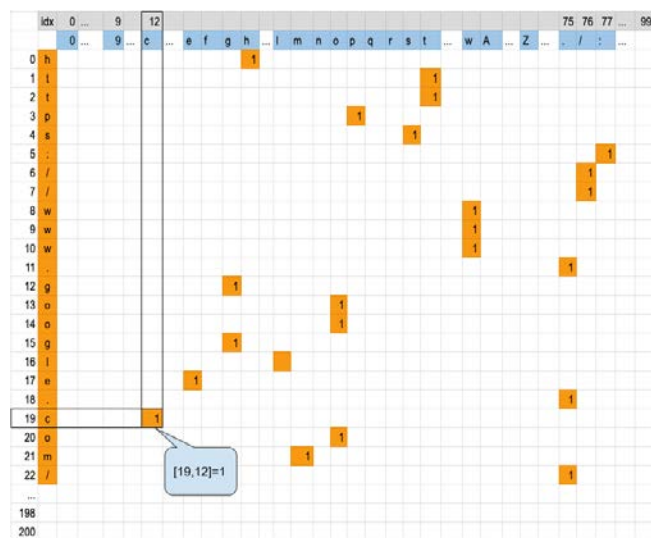 idx 0 ... 9 12 75 76 77 ... 99
0 ... 9 ... c ... e f g h ... l m n o p q r s t ... w A ... Z ... . / : ...
0 h 1
1 t 1
2 t 1
3 p 1
4 s 1
5 : 1
6 / 1
7 / 1
8 w 1
9 w 1
10 w 1
11 . 1
12 g 1
13 o 1
14 o 1
15 g 1
16 l
17 e 1
18 . 1
19 c 1
20 o 1
21 m 1
[19,12]=1
22 / 1
...
198
200